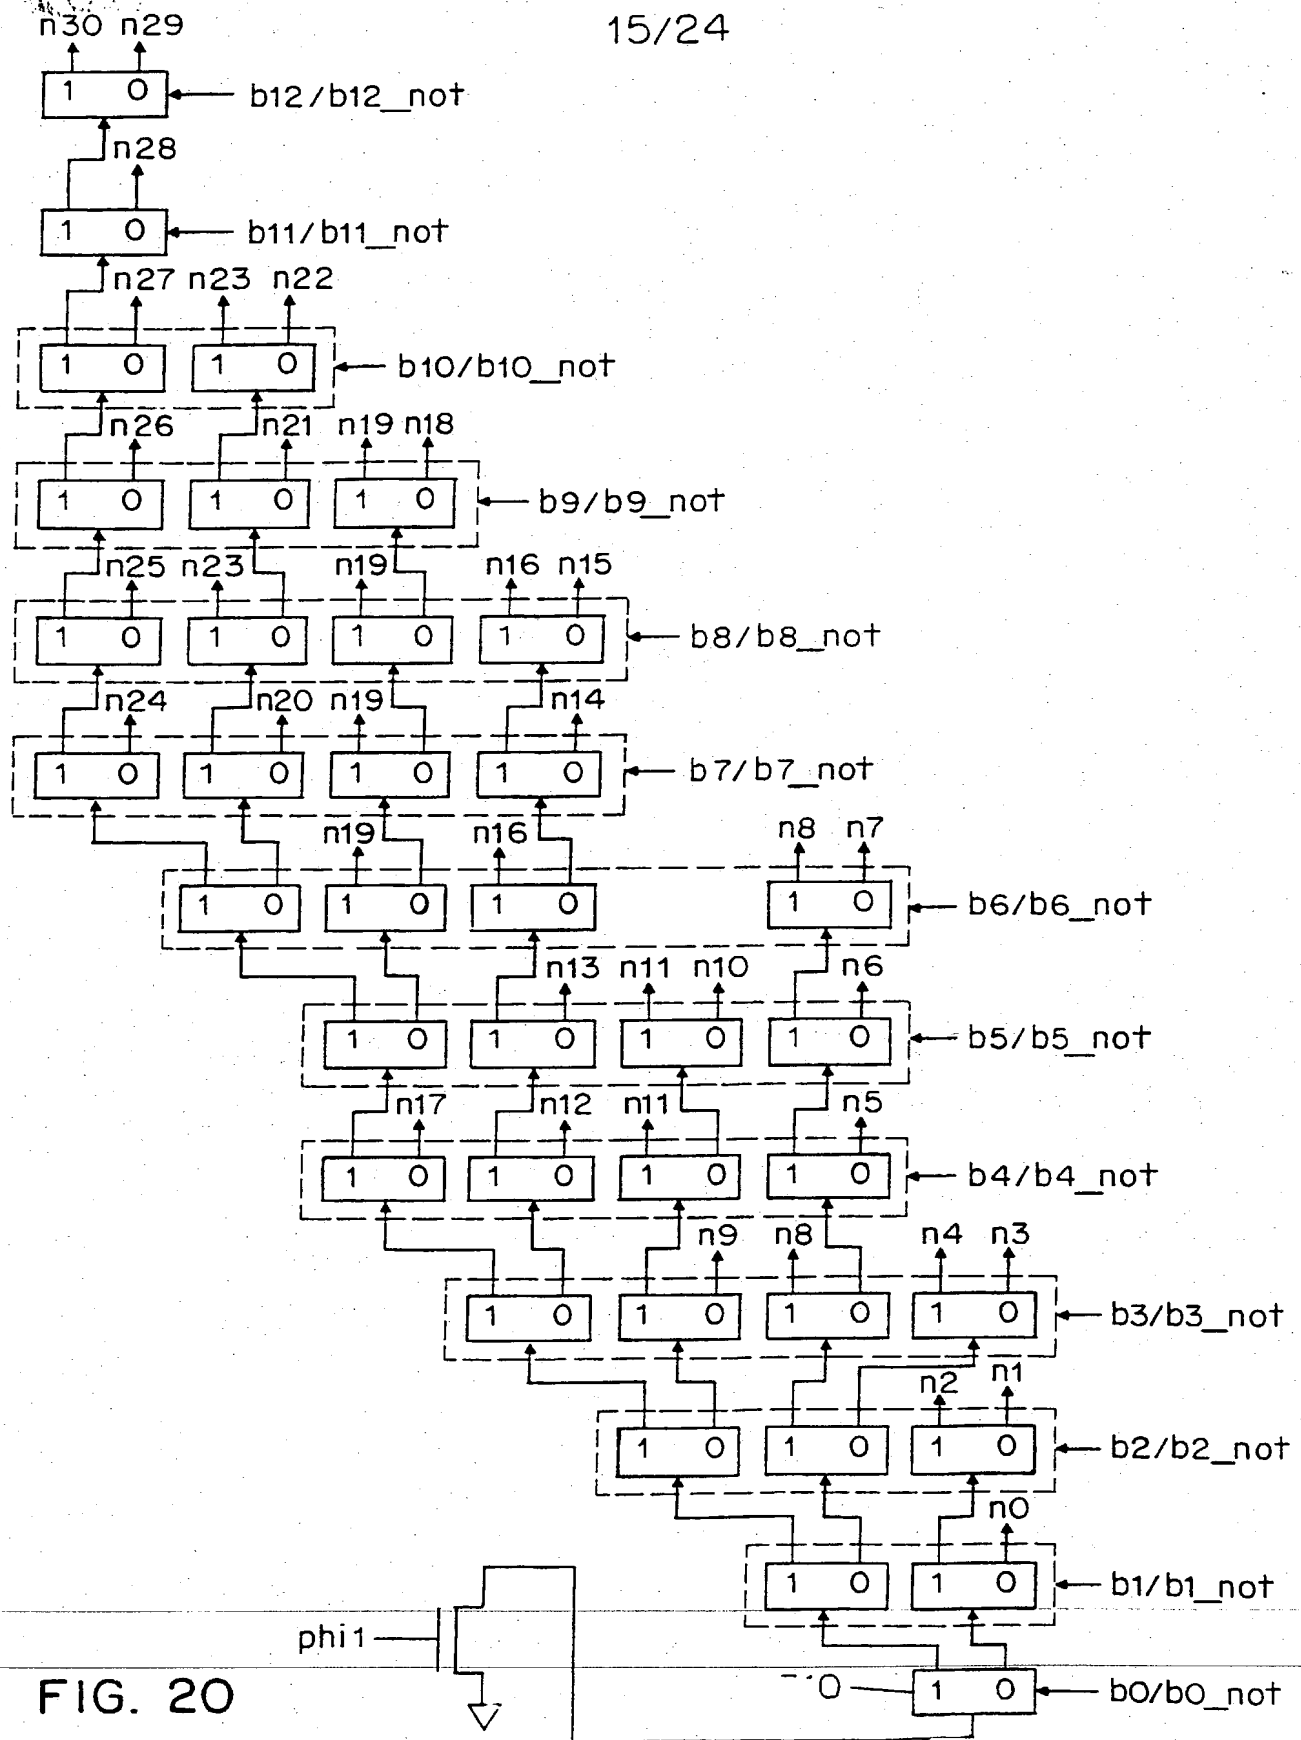 15/24
n30 n29
1 0 b12/b12_not
n28
1 0 b11/b11_not
n27 n23 n22
1 0 1 0 b10/b10_not
n26 n21 n19 n18
1 0 1 0 1 0 b9/b9_not
n25 n23 n19 n16 n15
1 0 1 0 1 0 1 0 b8/b8_not
n24 n20 n19 n14
1 0 1 0 1 0 1 0 b7/b7_not
n19 n16 n8 n7
1 0 1 0 1 0 1 0 b6/b6_not
n13 n11 n10 n6
1 0 1 0 1 0 1 0 b5/b5_not
n17 n12 n11 n5
1 0 1 0 1 0 1 0 b4/b4_not
n9 n8 n4 n3
1 0 1 0 1 0 1 0 b3/b3_not
n2 n1
1 0 1 0 1 0 b2/b2_not
n0
1 0 1 0 b1/b1_not
phi1
1 0 b0/b0_not
FIG. 20